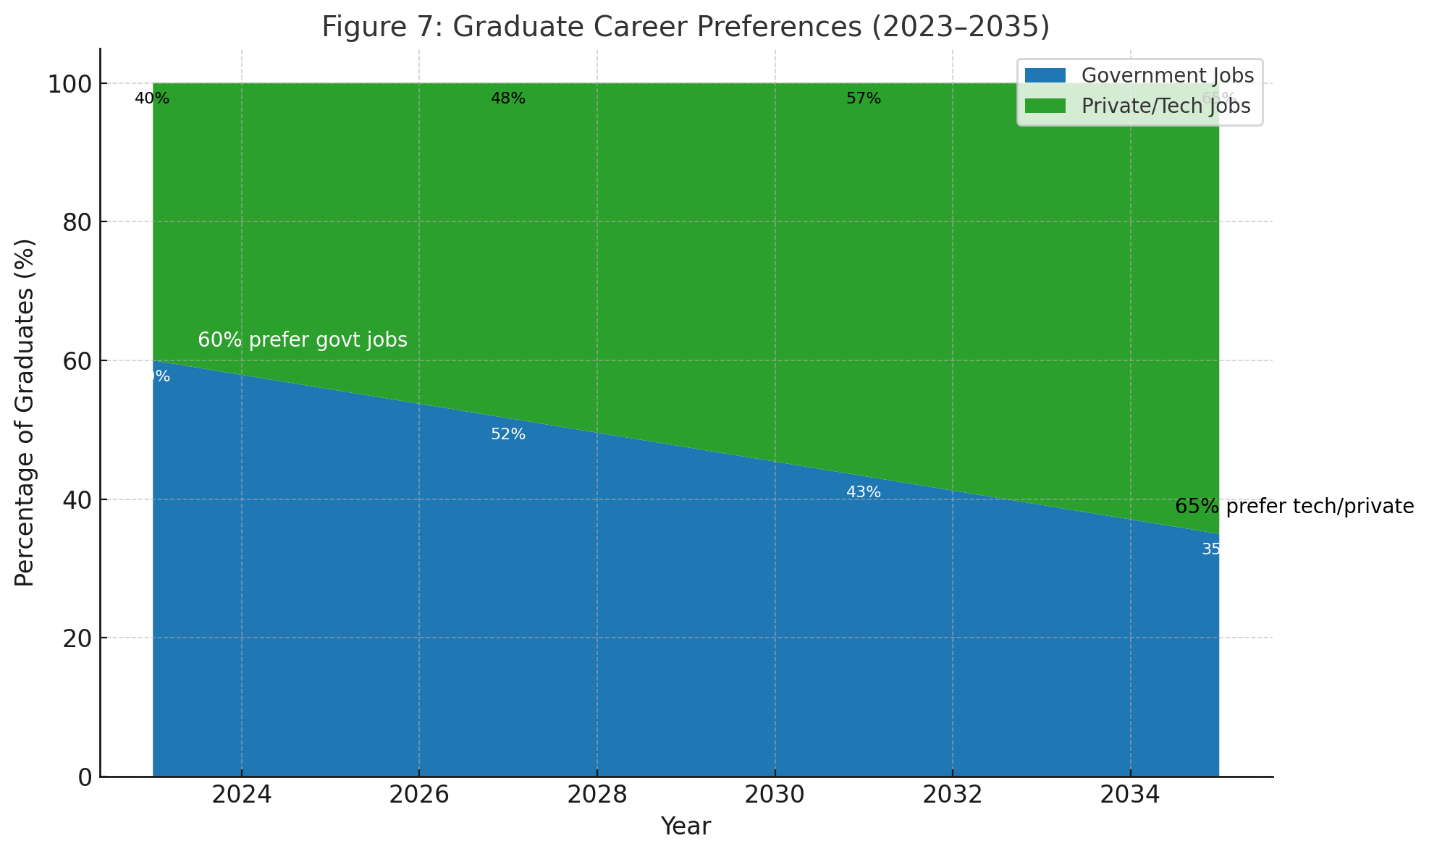 Figure 7: Graduate Career Preferences (2023–2035)
Government Jobs
Private/Tech Jobs
100
40%
48%
57%
65%
80
60% prefer govt jobs
60
%
52%
43%
40
65% prefer tech/private
35
20
0
2024
2026
2028
2030
2032
2034
Year
Percentage of Graduates (%)